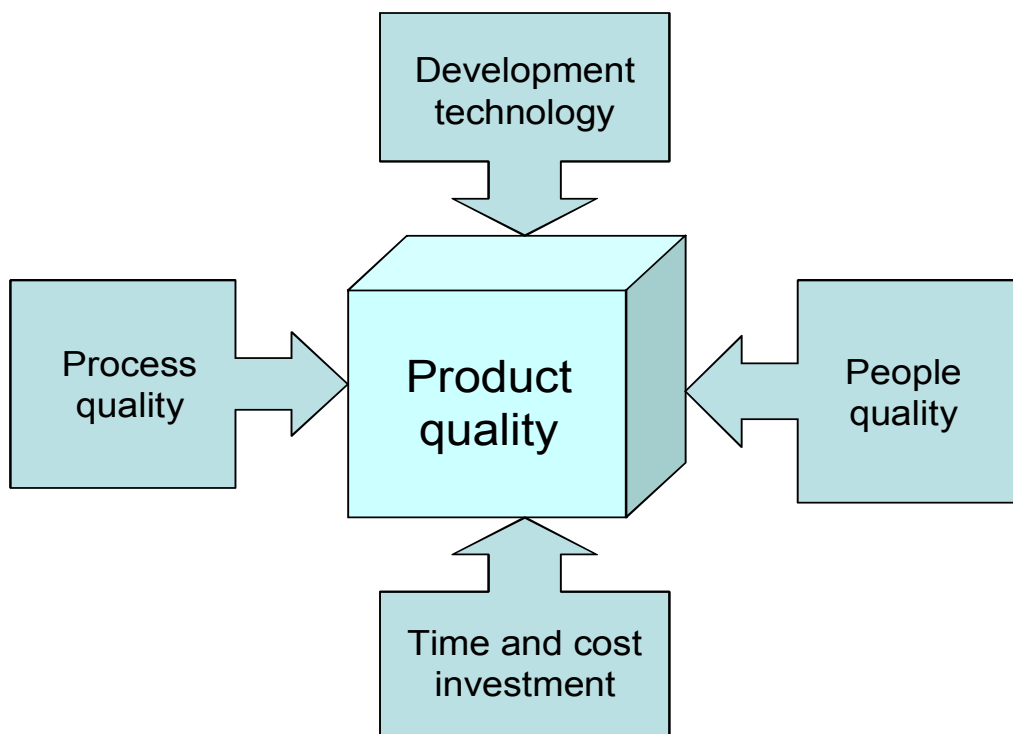 Development
technology
Process
quality
Product
quality
People
quality
Time and cost
investment